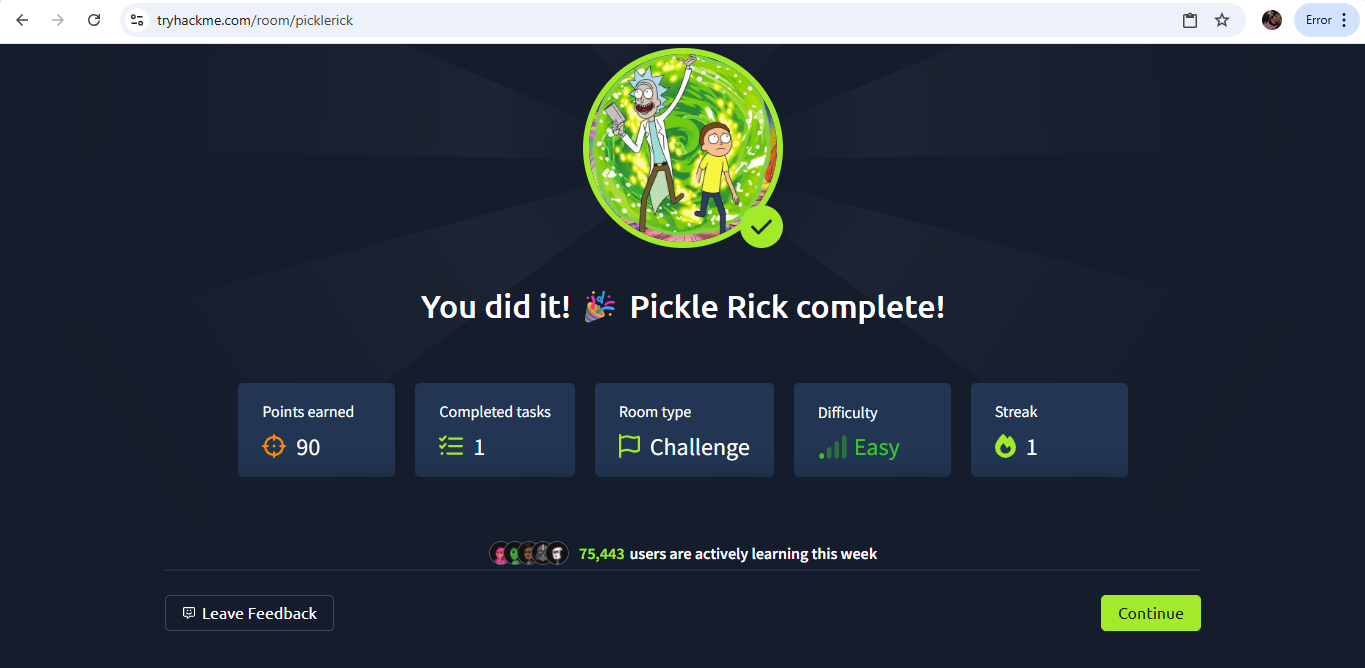 tryhackme.com/room/picklerick
Error
You did it! 🎉 Pickle Rick complete!
Points earned
90
Completed tasks
1
Room type
Challenge
Difficulty
Easy
Streak
1
75,443 users are actively learning this week
Leave Feedback
Continue